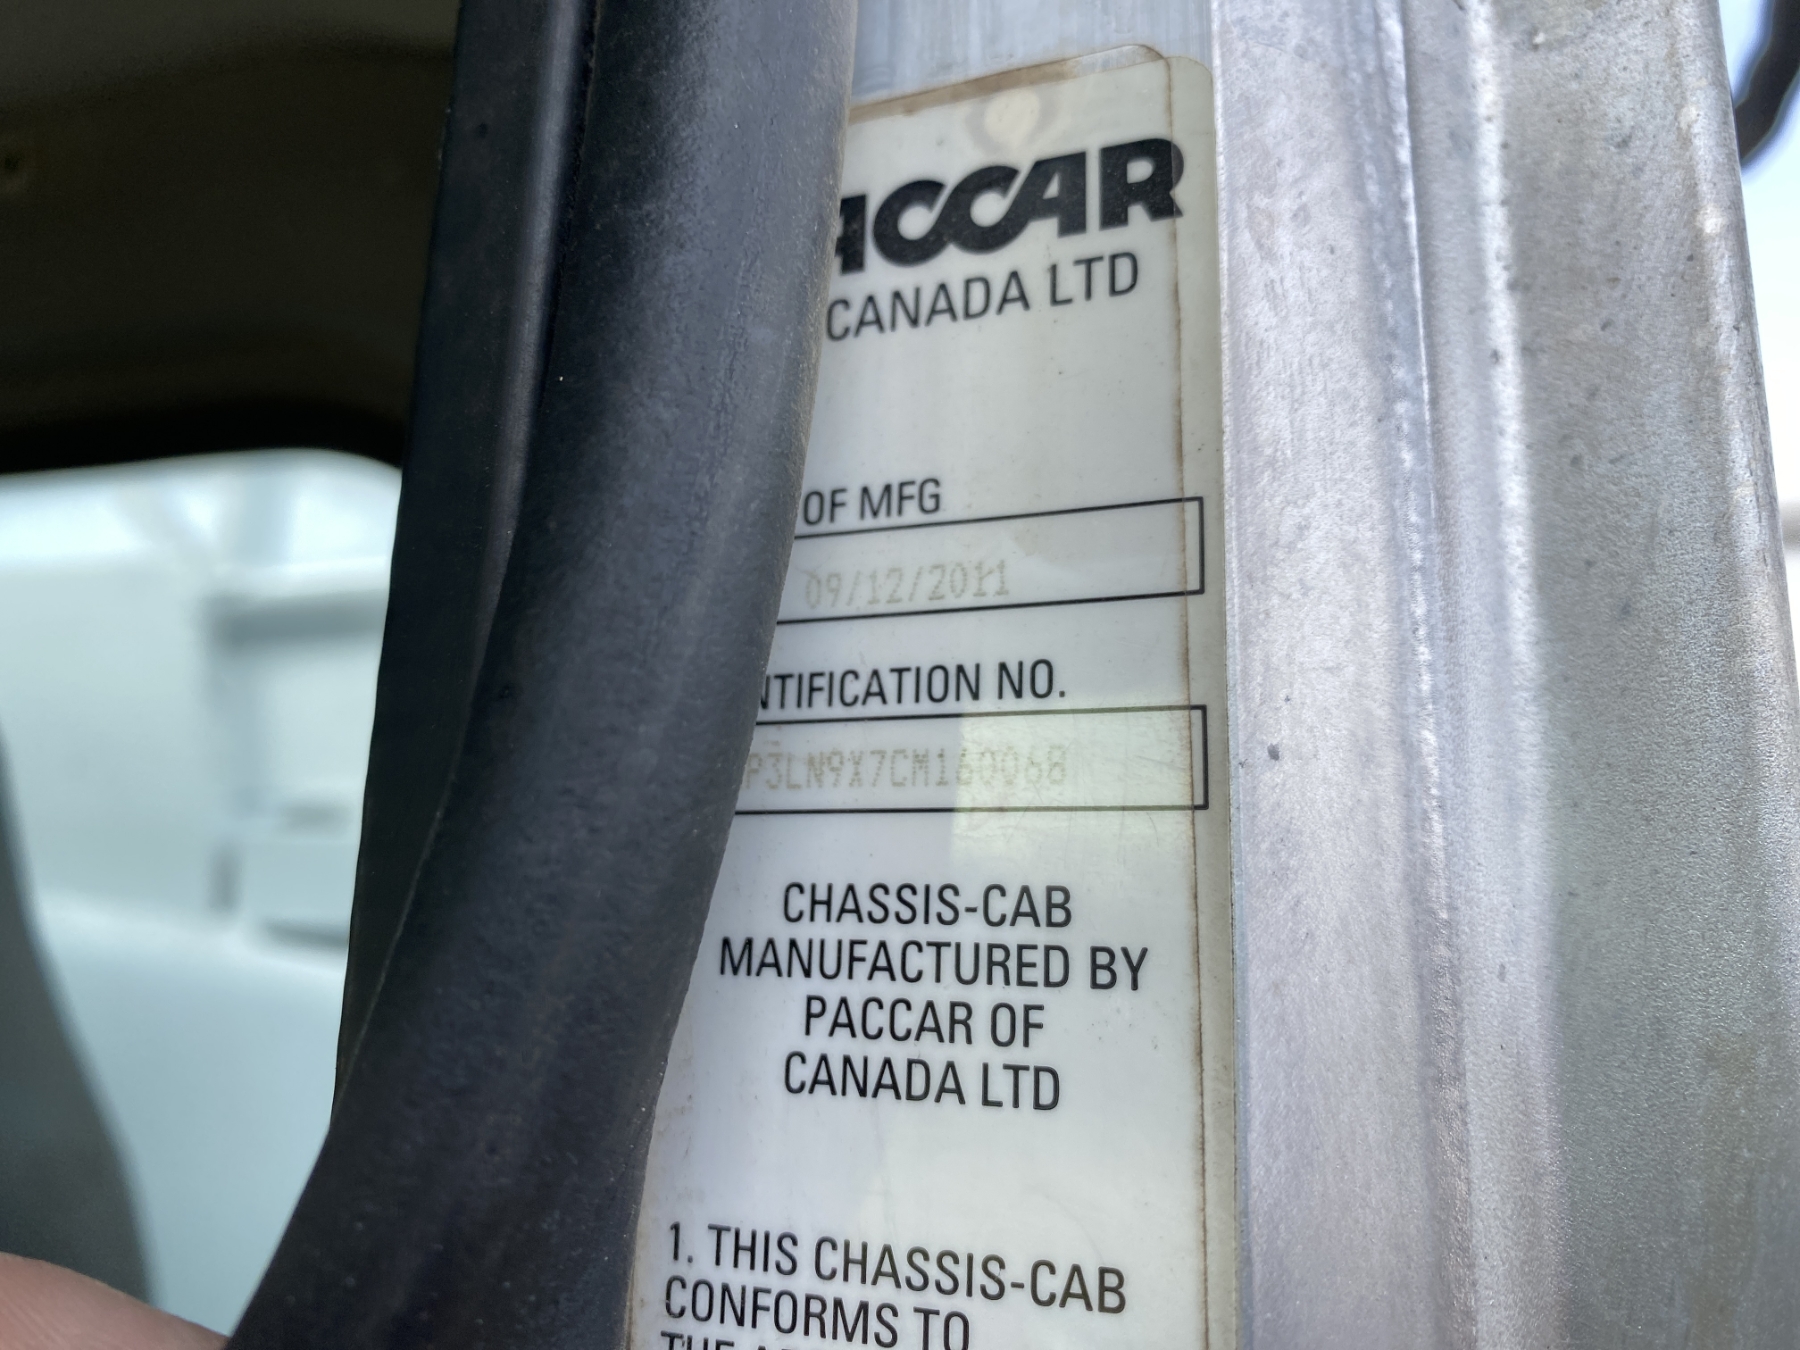 ACCAR
CANADA LTD
OF MFG
09/12/2011
NTIFICATION NO.
P3LN9X7CM160068
CHASSIS-CAB
MANUFACTURED BY
PACCAR OF
CANADA LTD
1. THIS CHASSIS-CAB
CONFORMS TO